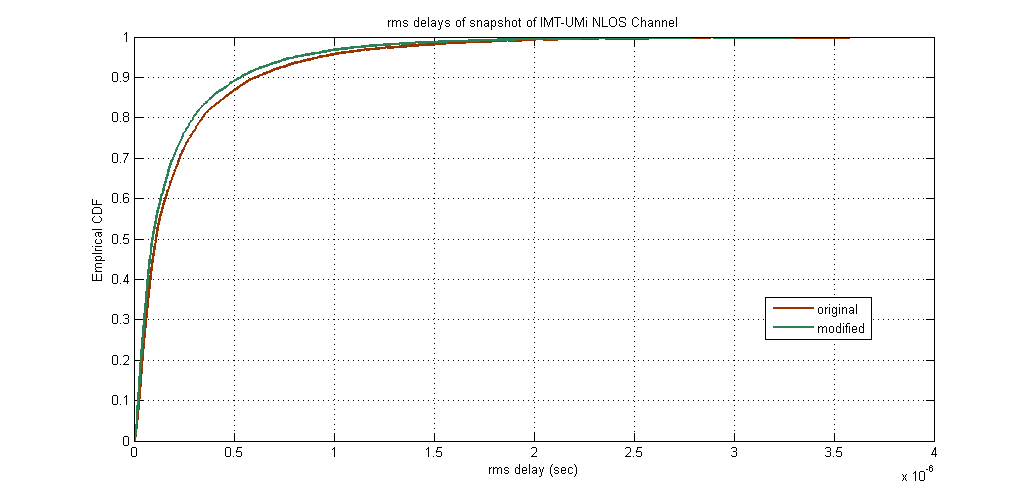 rms delays of snapshot of IMT-UMi NLOS Channel
1
0.9
0.8
0.7
0.6
0.5
0.4
0.3
0.2
0.1
0
Empirical CDF
original
modified
0 0.5 1 1.5 2 2.5 3 3.5 4
rms delay (sec)
x 10^-6